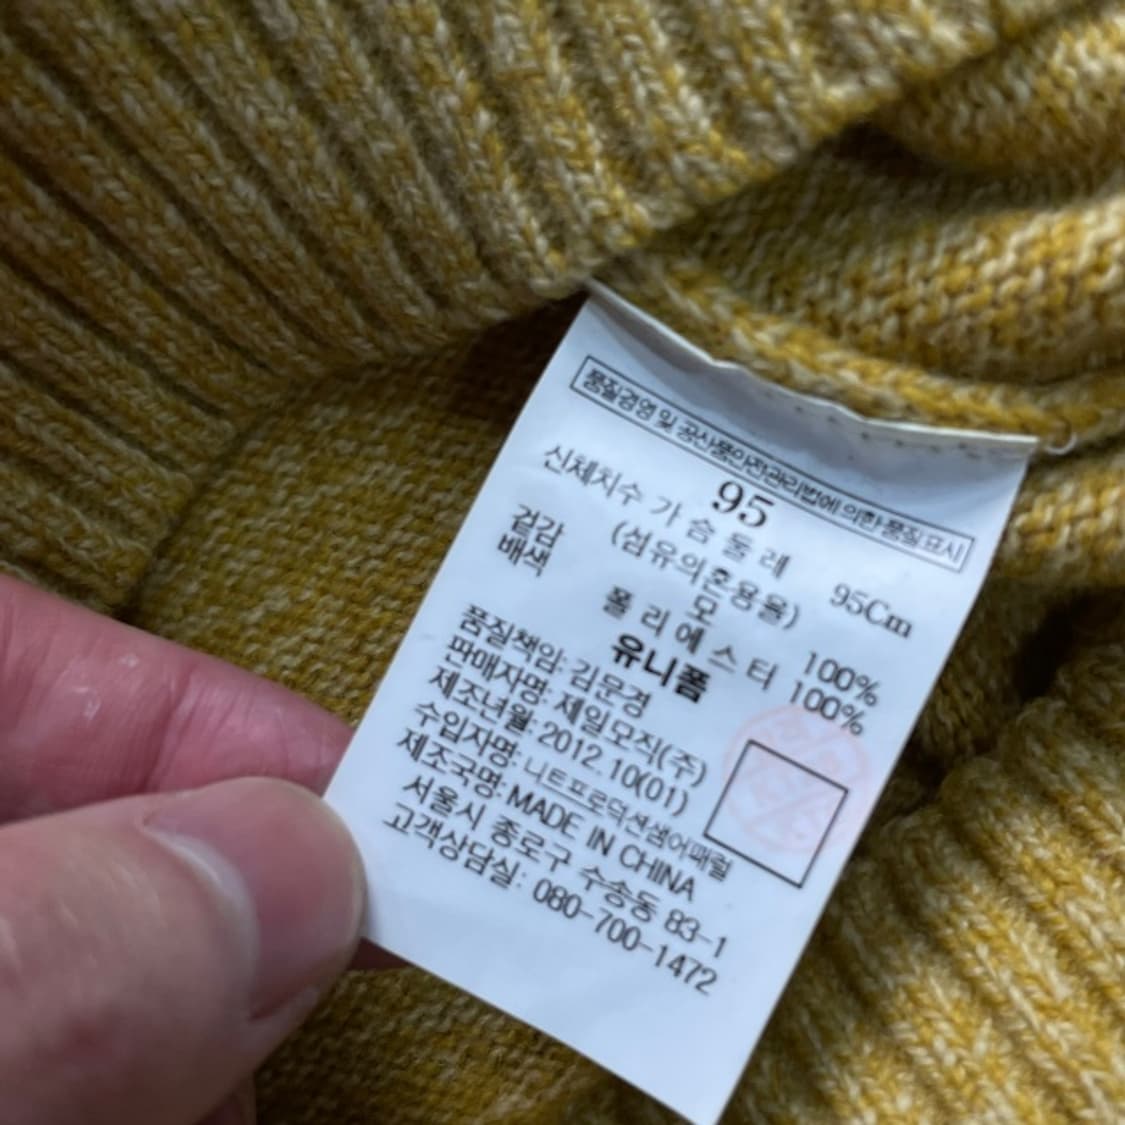 품질경영 및 공산품안전관리법에 의한 품질표시
95
신체치수 가 슴 둘 레 95Cm
(섬유의혼용율)
겉감 모 100%
배색 폴 리 에 스 터 100%
유니폼
품질책임: 김문경
판매자명: 제일모직(주)
제조년월: 2012.10(01)
수입자명: 니트프로덕션샘어패럴
제조국명: MADE IN CHINA
서울시 종로구 수송동 83-1
고객상담실: 080-700-1472